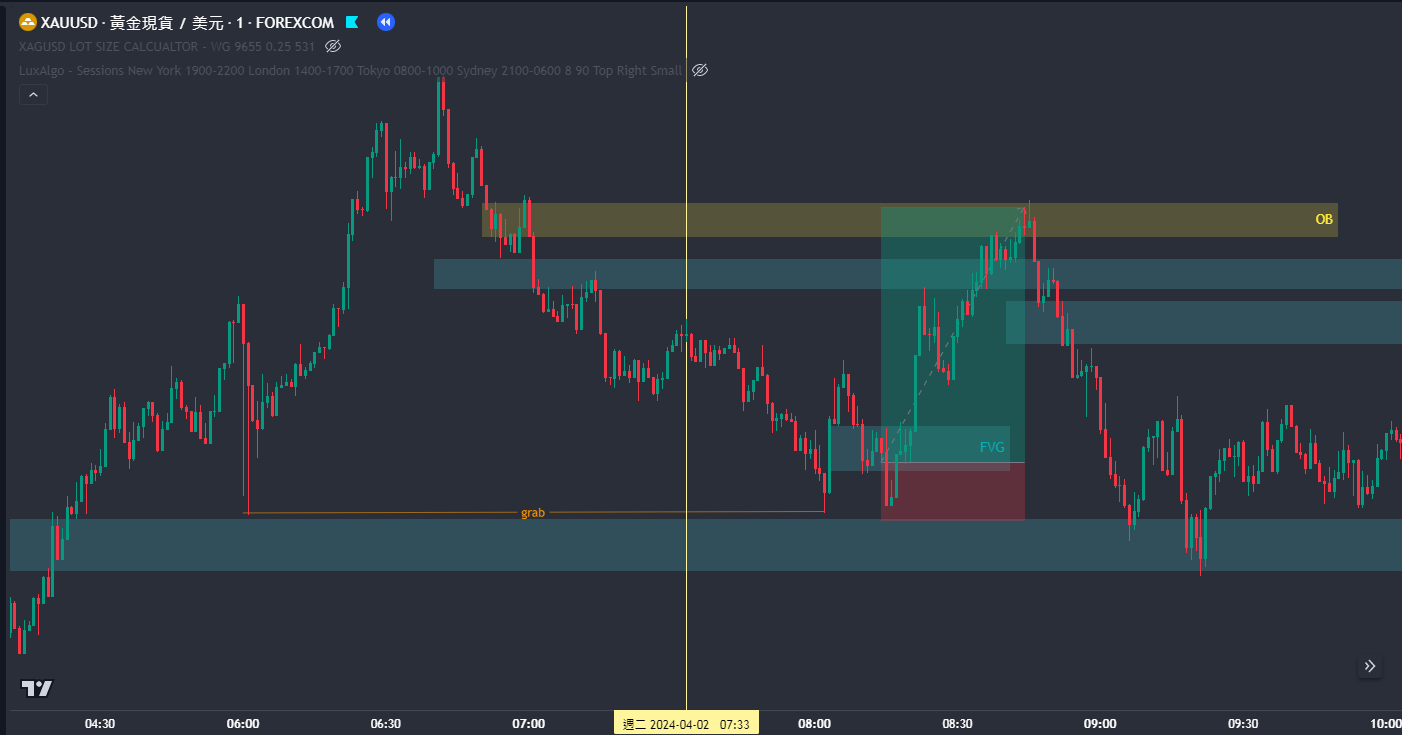 XAUUSD · 黃金現貨 / 美元 · 1 · FOREXCOM
XAGUSD LOT SIZE CALCUALTOR - WG 9655 0.25 531
LuxAlgo - Sessions New York 1900-2200 London 1400-1700 Tokyo 0800-1000 Sydney 2100-0600 8 90 Top Right Small
OB
FVG
grab
04:30 06:00 06:30 07:00 週二 2024-04-02 07:33 08:00 08:30 09:00 09:30 10:00